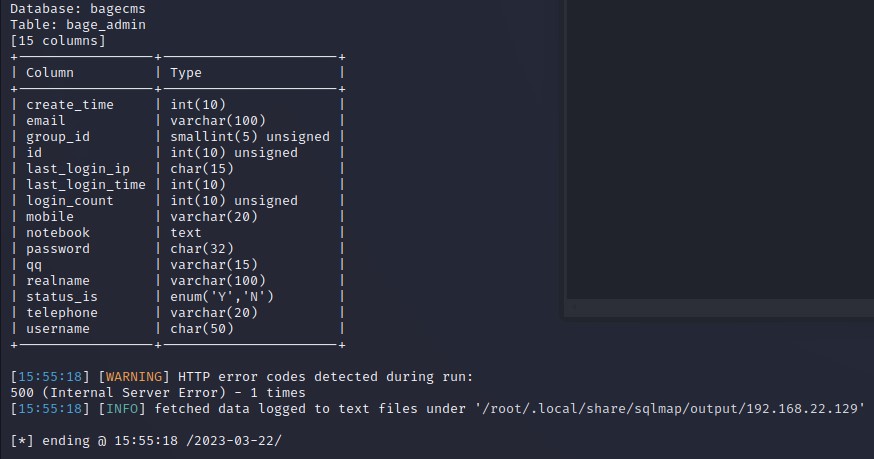 Database: bagecms
Table: bage_admin
[15 columns]
+-----------------+-----------------------+
| Column | Type |
+-----------------+-----------------------+
| create_time | int(10) |
| email | varchar(100) |
| group_id | smallint(5) unsigned |
| id | int(10) unsigned |
| last_login_ip | char(15) |
| last_login_time | int(10) |
| login_count | int(10) unsigned |
| mobile | varchar(20) |
| notebook | text |
| password | char(32) |
| qq | varchar(15) |
| realname | varchar(100) |
| status_is | enum('Y','N') |
| telephone | varchar(20) |
| username | char(50) |
+-----------------+-----------------------+
[15:55:18] [WARNING] HTTP error codes detected during run:
500 (Internal Server Error) - 1 times
[15:55:18] [INFO] fetched data logged to text files under '/root/.local/share/sqlmap/output/192.168.22.129'
[*] ending @ 15:55:18 /2023-03-22/